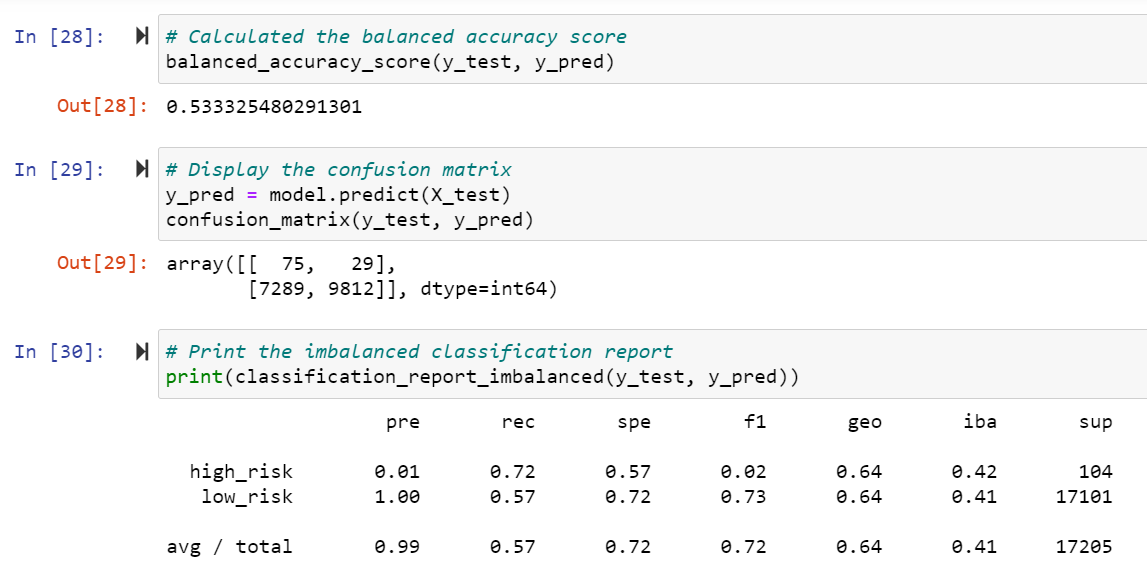 In [28]: # Calculated the balanced accuracy score
balanced_accuracy_score(y_test, y_pred)
Out[28]: 0.533325480291301
In [29]: # Display the confusion matrix
y_pred = model.predict(X_test)
confusion_matrix(y_test, y_pred)
Out[29]: array([[  75,   29],
       [7289, 9812]], dtype=int64)
In [30]: # Print the imbalanced classification report
print(classification_report_imbalanced(y_test, y_pred))
pre rec spe f1 geo iba sup
high_risk 0.01 0.72 0.57 0.02 0.64 0.42 104
low_risk 1.00 0.57 0.72 0.73 0.64 0.41 17101
avg / total 0.99 0.57 0.72 0.72 0.64 0.41 17205